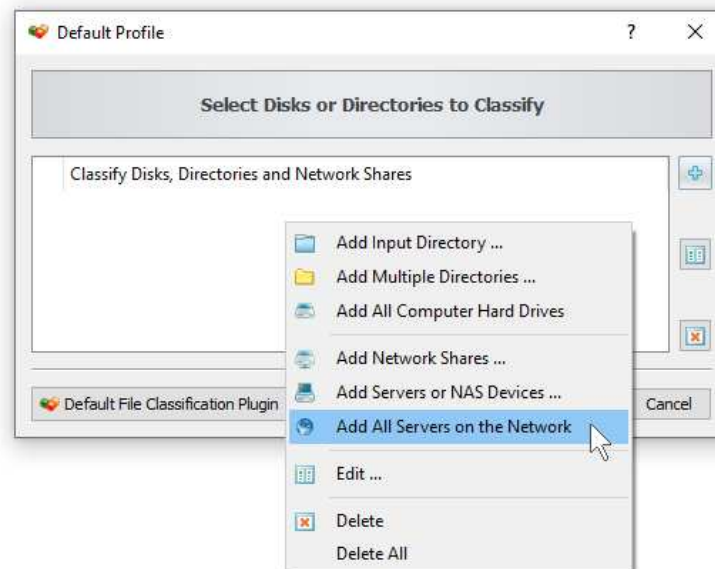 Default Profile
?
Select Disks or Directories to Classify
Classify Disks, Directories and Network Shares
Add Input Directory ...
Add Multiple Directories ...
Add All Computer Hard Drives
Add Network Shares ...
Add Servers or NAS Devices ...
Default File Classification Plugin
Cancel
Add All Servers on the Network
Edit ...
Delete
Delete All